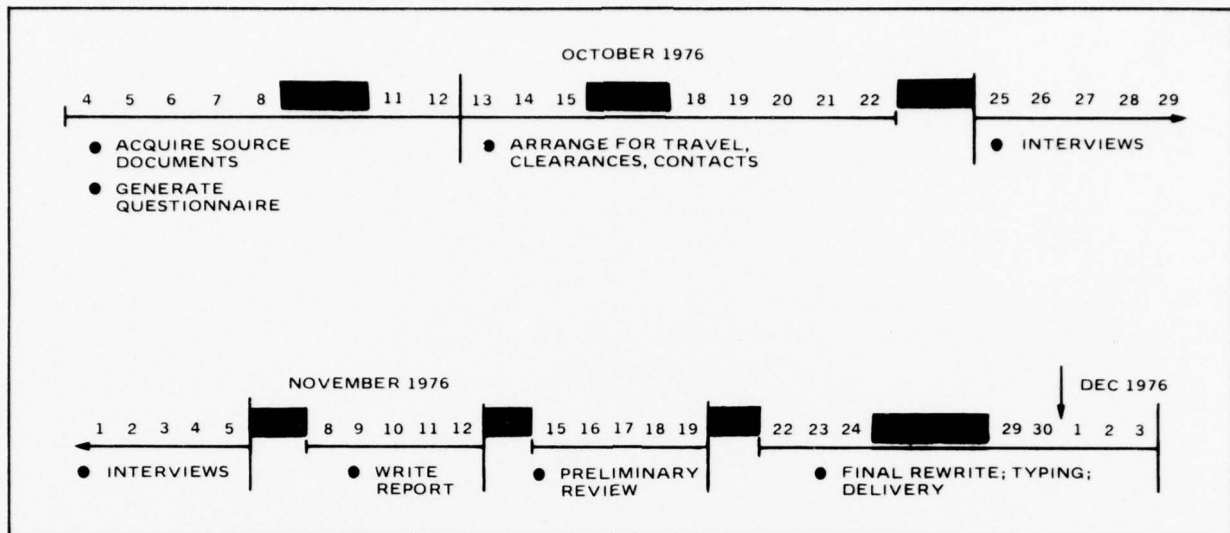 OCTOBER 1976
4 5 6 7 8 11 12 13 14 15 18 19 20 21 22 25 26 27 28 29
● ACQUIRE SOURCE
DOCUMENTS
● GENERATE
QUESTIONNAIRE
● ARRANGE FOR TRAVEL,
CLEARANCES, CONTACTS
● INTERVIEWS
NOVEMBER 1976
DEC 1976
1 2 3 4 5 8 9 10 11 12 15 16 17 18 19 22 23 24 29 30 1 2 3
● INTERVIEWS
● WRITE
REPORT
● PRELIMINARY
REVIEW
● FINAL REWRITE; TYPING;
DELIVERY